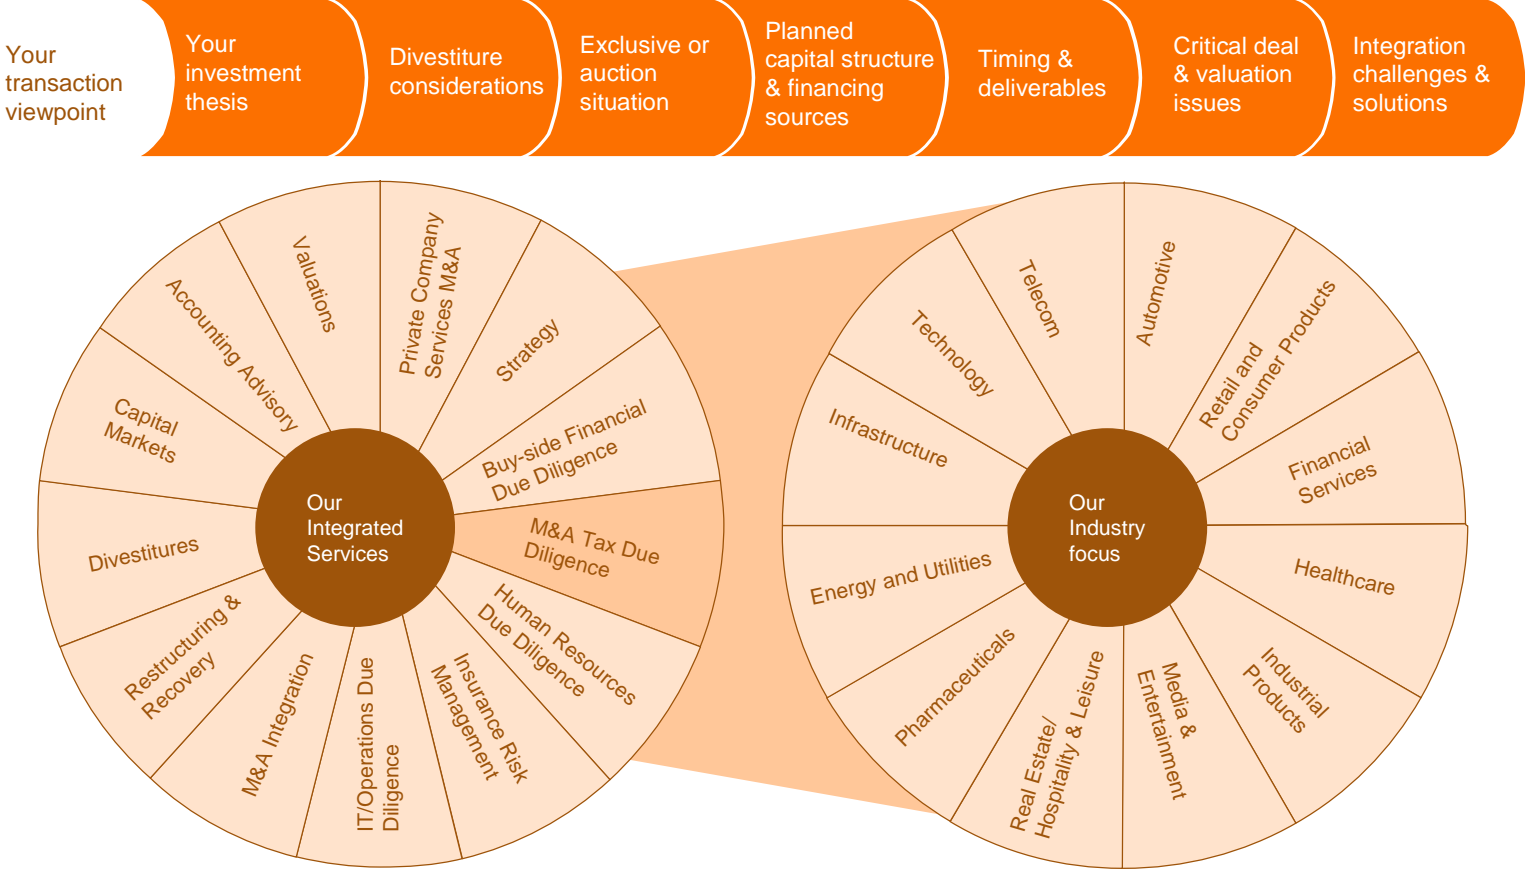 Your
transaction
viewpoint
Your
investment
thesis
Divestiture
considerations
Exclusive or
auction
situation
Planned
capital structure
& financing
sources
Timing &
deliverables
Critical deal
& valuation
issues
Integration
challenges &
solutions
Our
Integrated
Services
Private Company
Services M&A
Strategy
Buy-side Financial
Due Diligence
M&A Tax Due
Diligence
Human Resources
Due Diligence
Insurance Risk
Management
IT/Operations Due
Diligence
M&A Integration
Restructuring &
Recovery
Divestitures
Capital
Markets
Accounting Advisory
Valuations
Our
Industry
focus
Automotive
Retail and
Consumer Products
Financial
Services
Healthcare
Industrial
Products
Media &
Entertainment
Real Estate/
Hospitality & Leisure
Pharmaceuticals
Energy and Utilities
Infrastructure
Technology
Telecom